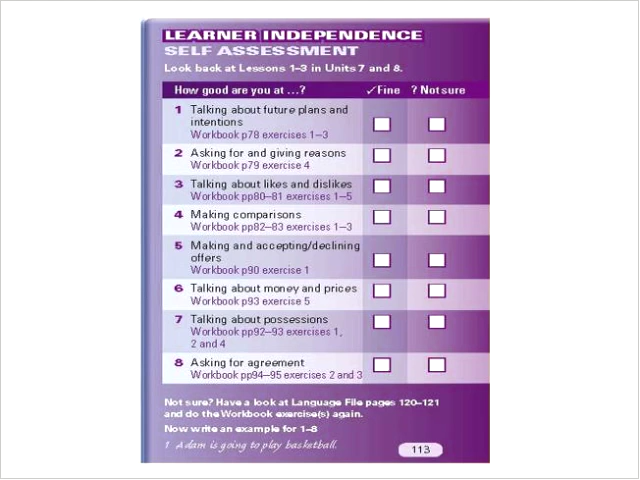 LEARNER INDEPENDENCE
SELF ASSESSMENT
Look back at Lessons 1–3 in Units 7 and 8.
How good are you at ...? ✓Fine ? Not sure
1 Talking about future plans and
intentions
Workbook p78 exercises 1–3
2 Asking for and giving reasons
Workbook p79 exercise 4
3 Talking about likes and dislikes
Workbook pp80–81 exercises 1–5
4 Making comparisons
Workbook pp82–83 exercises 1–3
5 Making and accepting/declining
offers
Workbook p90 exercise 1
6 Talking about money and prices
Workbook p93 exercise 5
7 Talking about possessions
Workbook pp92–93 exercises 1,
2 and 4
8 Asking for agreement
Workbook pp94–95 exercises 2 and 3
Not sure? Have a look at Language File pages 120–121
and do the Workbook exercise(s) again.
Now write an example for 1–8
1 Adam is going to play basketball.
113